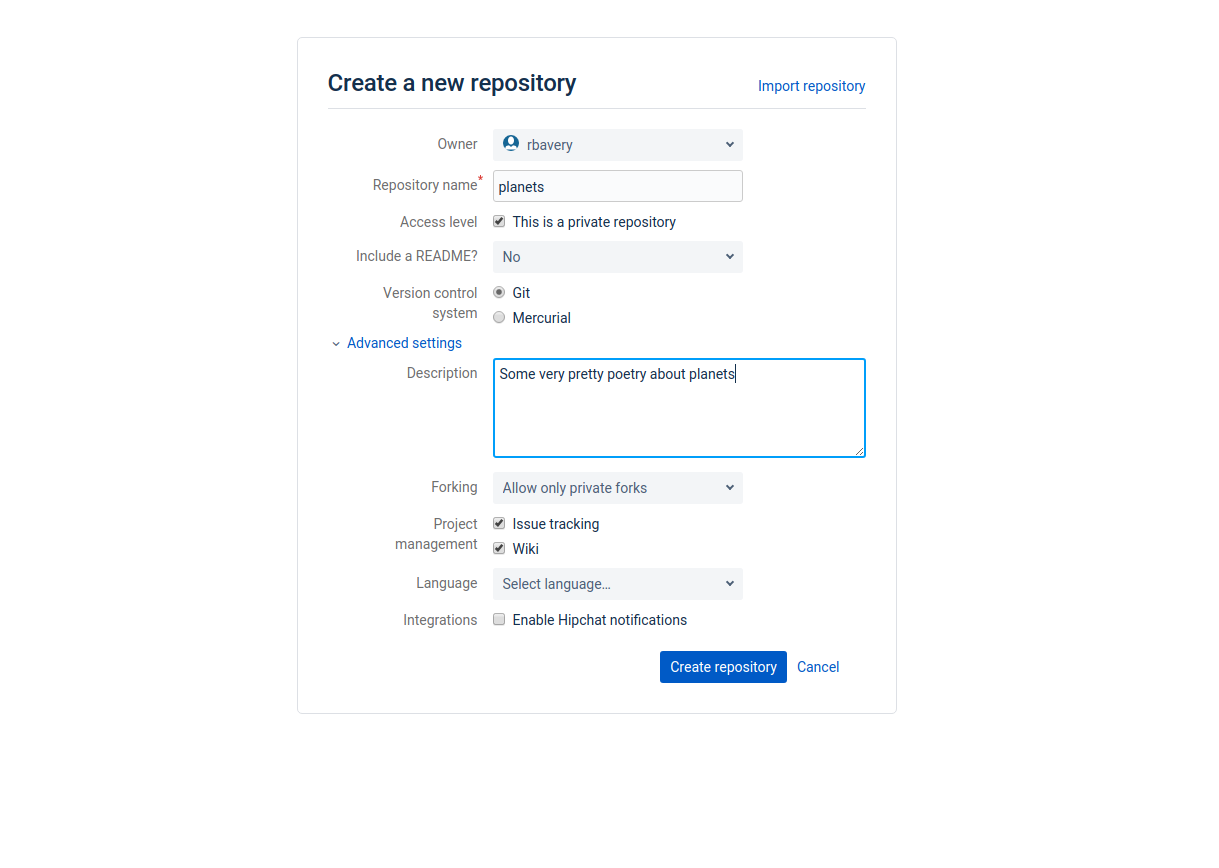 Create a new repository
Import repository
Owner
rbavery
Repository name*
planets
Access level
This is a private repository
Include a README?
No
Version control
system
Git
Mercurial
Advanced settings
Description
Some very pretty poetry about planets
Forking
Allow only private forks
Project
management
Issue tracking
Wiki
Language
Select language…
Integrations
Enable Hipchat notifications
Create repository
Cancel